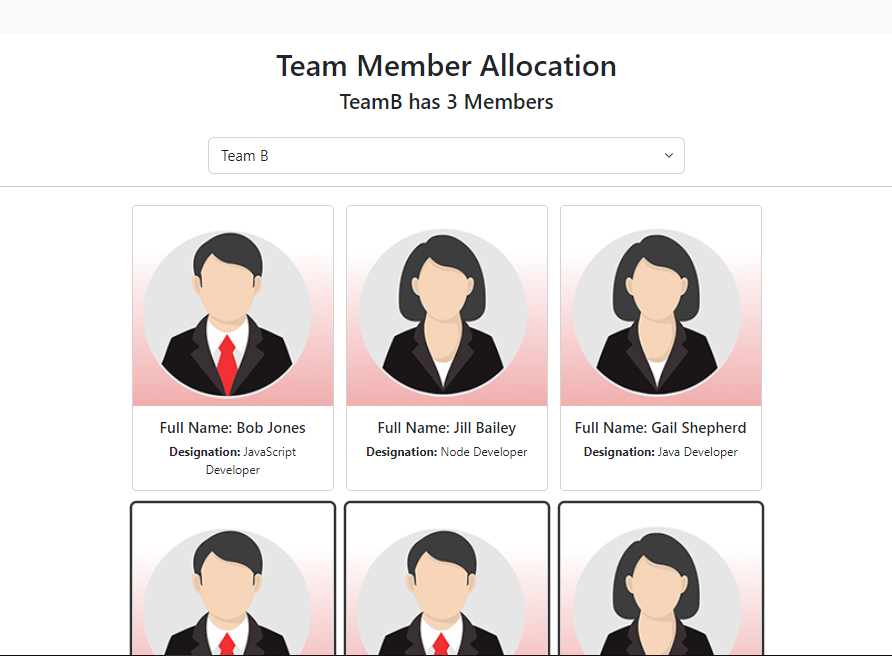 Team Member Allocation
TeamB has 3 Members
Team B
Full Name: Bob Jones
Designation: JavaScript
Developer
Full Name: Jill Bailey
Designation: Node Developer
Full Name: Gail Shepherd
Designation: Java Developer